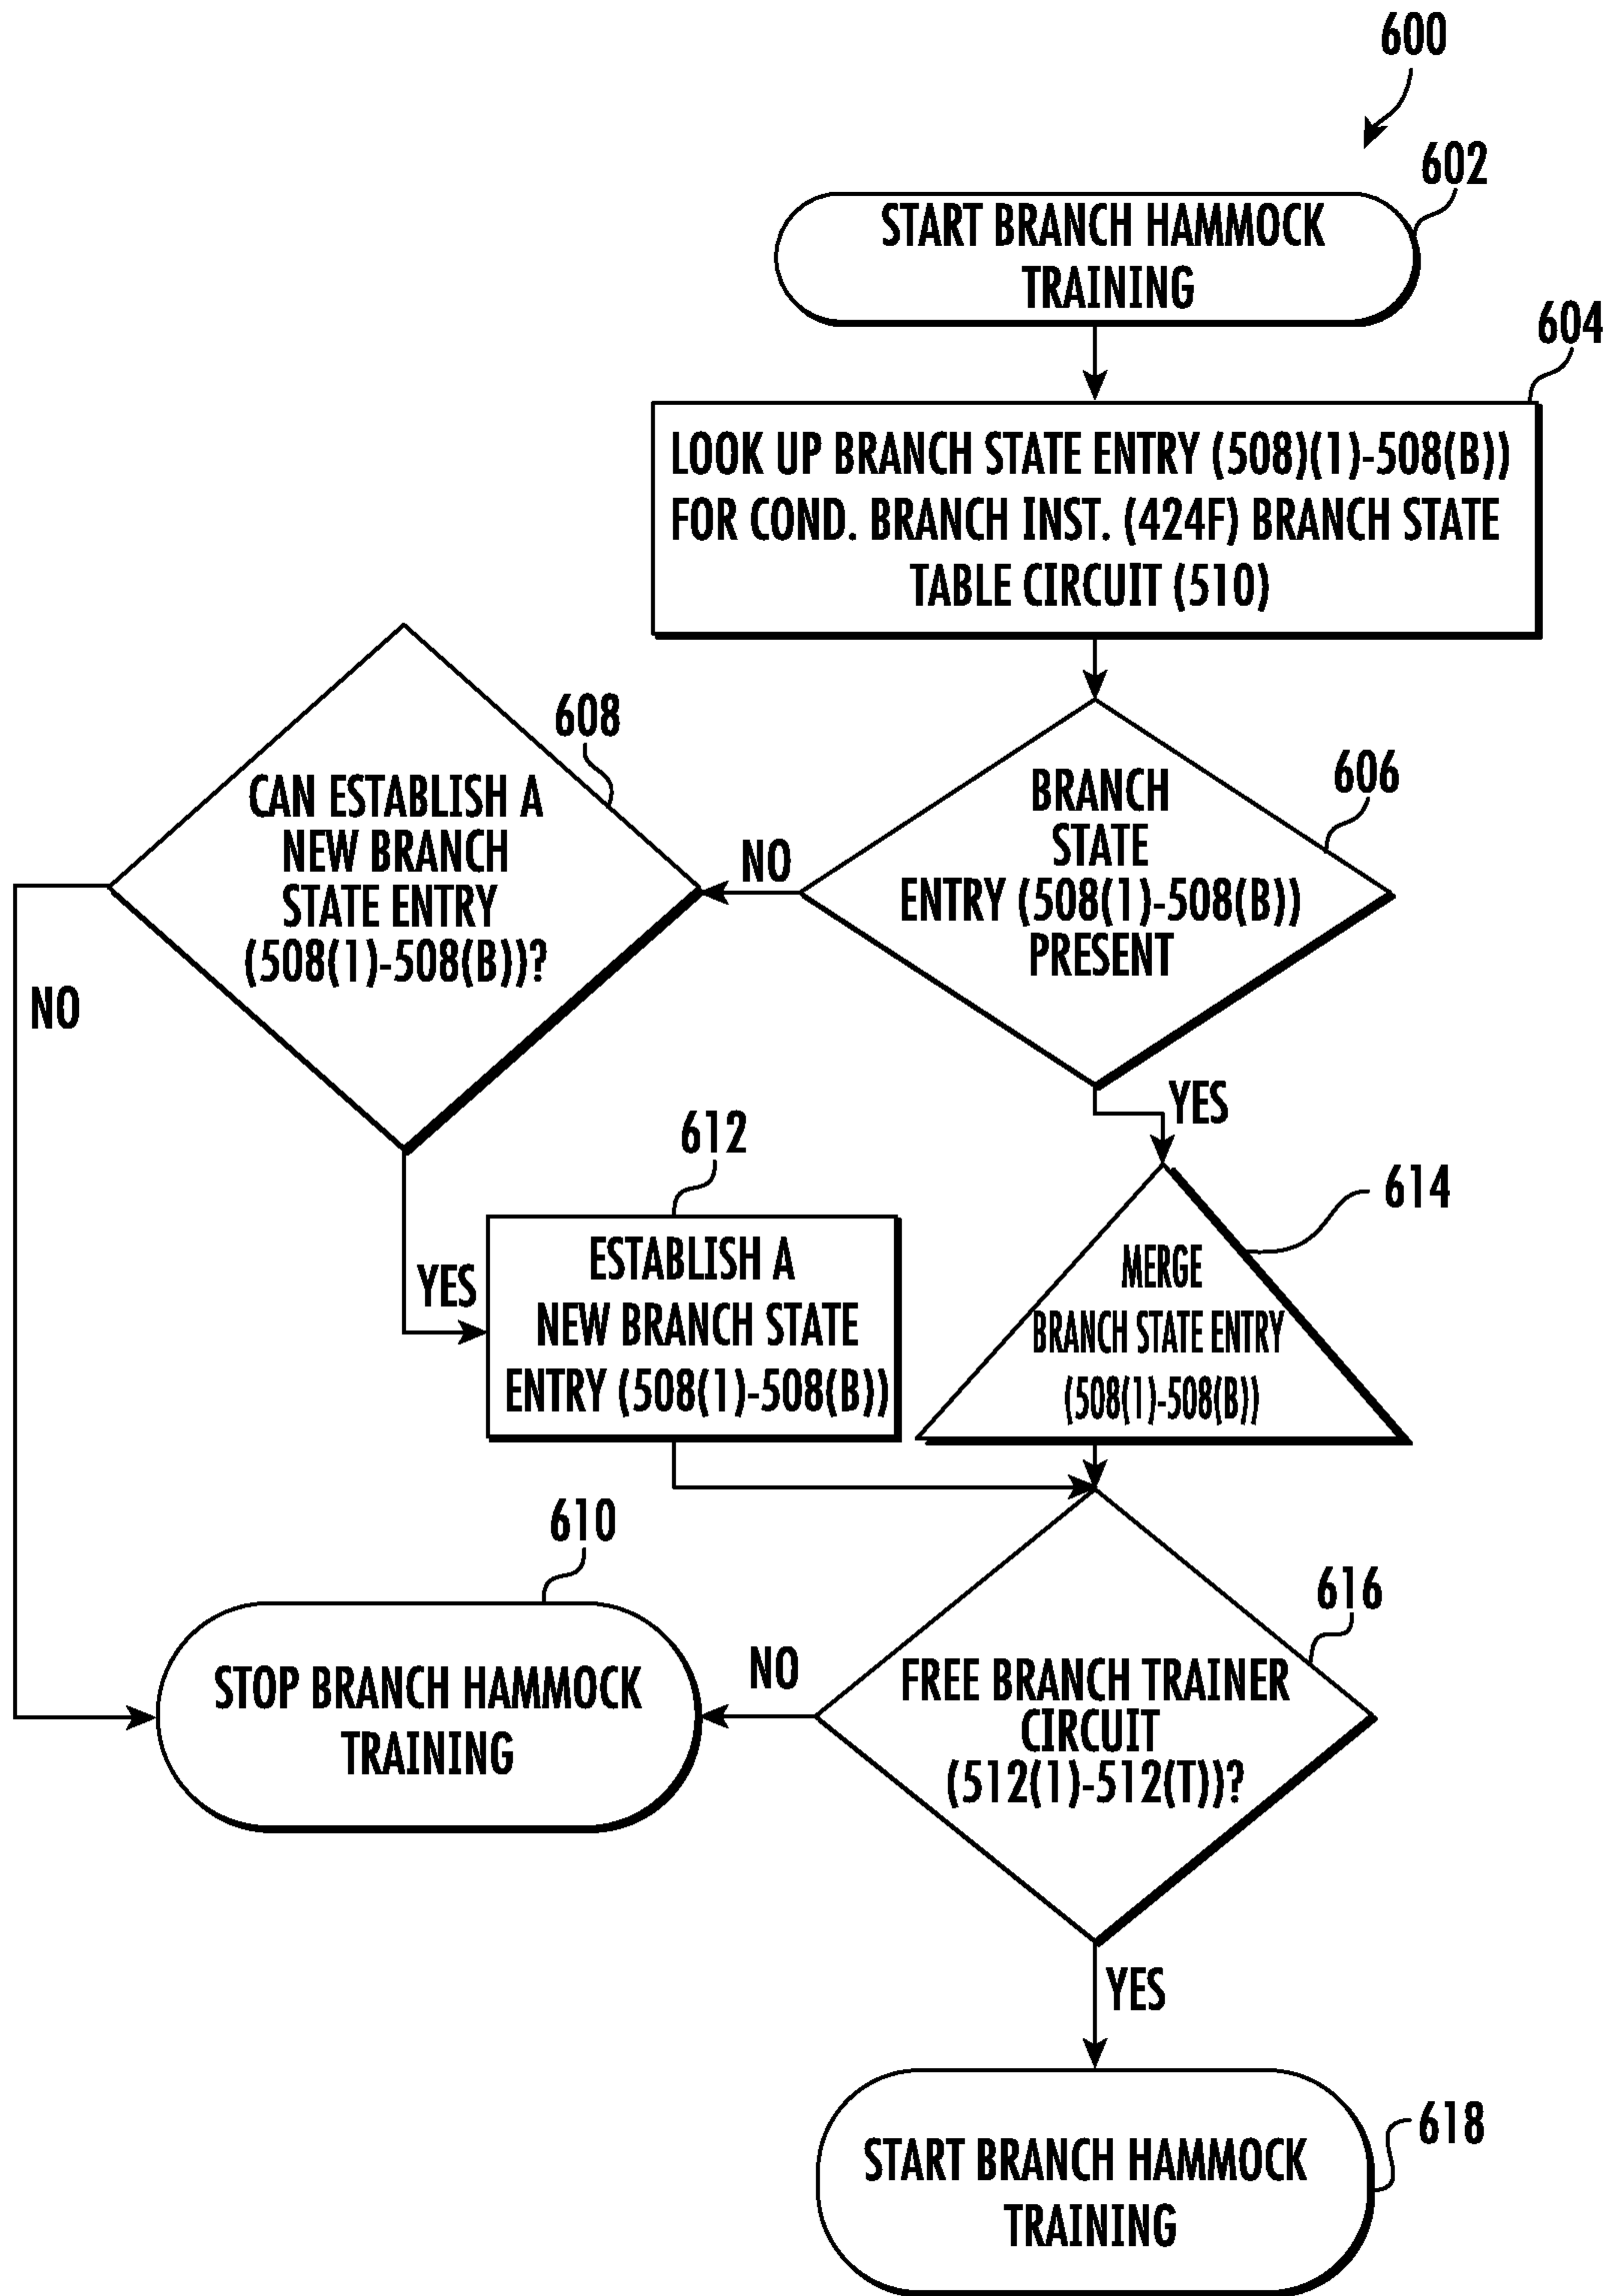 600
602
START BRANCH HAMMOCK
TRAINING
604
LOOK UP BRANCH STATE ENTRY (508)(1)-508(B))
FOR COND. BRANCH INST. (424F) BRANCH STATE
TABLE CIRCUIT (510)
608
CAN ESTABLISH A
NEW BRANCH
STATE ENTRY
(508(1)-508(B))?
NO
606
BRANCH
STATE
ENTRY (508(1)-508(B))
PRESENT
NO
YES
612
YES
ESTABLISH A
NEW BRANCH STATE
ENTRY (508(1)-508(B))
614
MERGE
BRANCH STATE ENTRY
(508(1)-508(B))
610
STOP BRANCH HAMMOCK
TRAINING
NO
616
FREE BRANCH TRAINER
CIRCUIT
(512(1)-512(T))?
YES
618
START BRANCH HAMMOCK
TRAINING